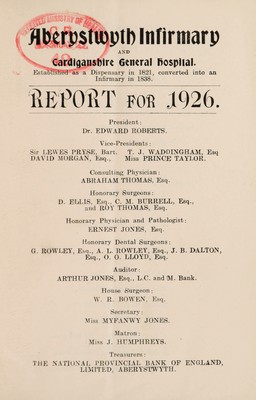 Aberystwyth Infirmary
AND
Cardiganshire General Hospital.
Established as a Dispensary in 1821, converted into an
Infirmary in 1838.
REPORT FOR 1926.
President:
Dr. EDWARD ROBERTS.
Vice-Presidents:
Sir LEWES PRYSE, Bart. T. J. WADDINGHAM, Esq
DAVID MORGAN, Esq., Miss PRINCE TAYLOR.
Consulting Physician:
ABRAHAM THOMAS, Esq.
Honorary Surgeons:
D. ELLIS, Esq., C. M. BURRELL, Esq.,
and ROY THOMAS, Esq.
Honorary Physician and Pathologist:
ERNEST JONES, Esq.
Honorary Dental Surgeons:
G. ROWLEY, Esq., A. L. ROWLEY, Esq., J. B. DALTON,
Esq., O. O. LLOYD, Esq.
Auditor:
ARTHUR JONES, Esq., L.C. and M. Bank.
House Surgeon:
W. R. BOWEN, Esq.
Secretary:
Miss MYFANWY JONES.
Matron:
Miss J. HUMPHREYS.
Treasurers:
THE NATIONAL PROVINCIAL BANK OF ENGLAND,
LIMITED, ABERYSTWYTH.